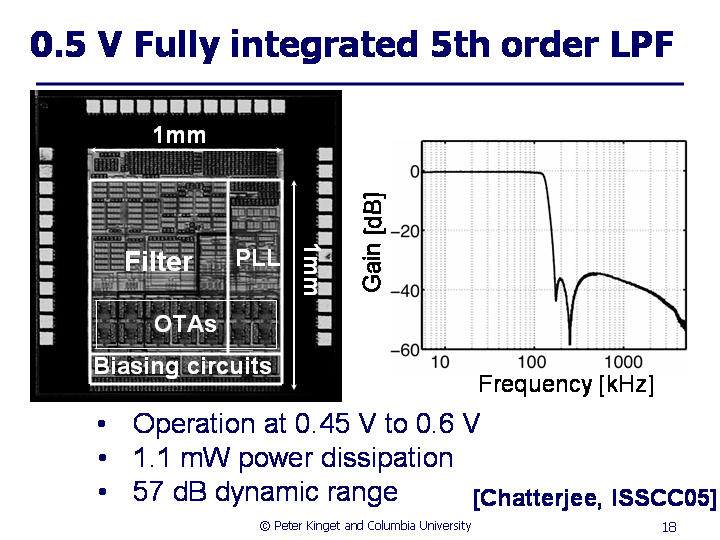 0.5 V Fully integrated 5th order LPF
1mm
Filter
PLL
1mm
OTAs
Biasing circuits
Gain [dB]
0
−20
−40
−60
10
100
1000
Frequency [kHz]
• Operation at 0.45 V to 0.6 V
• 1.1 mW power dissipation
• 57 dB dynamic range
[Chatterjee, ISSCC05]
© Peter Kinget and Columbia University
18